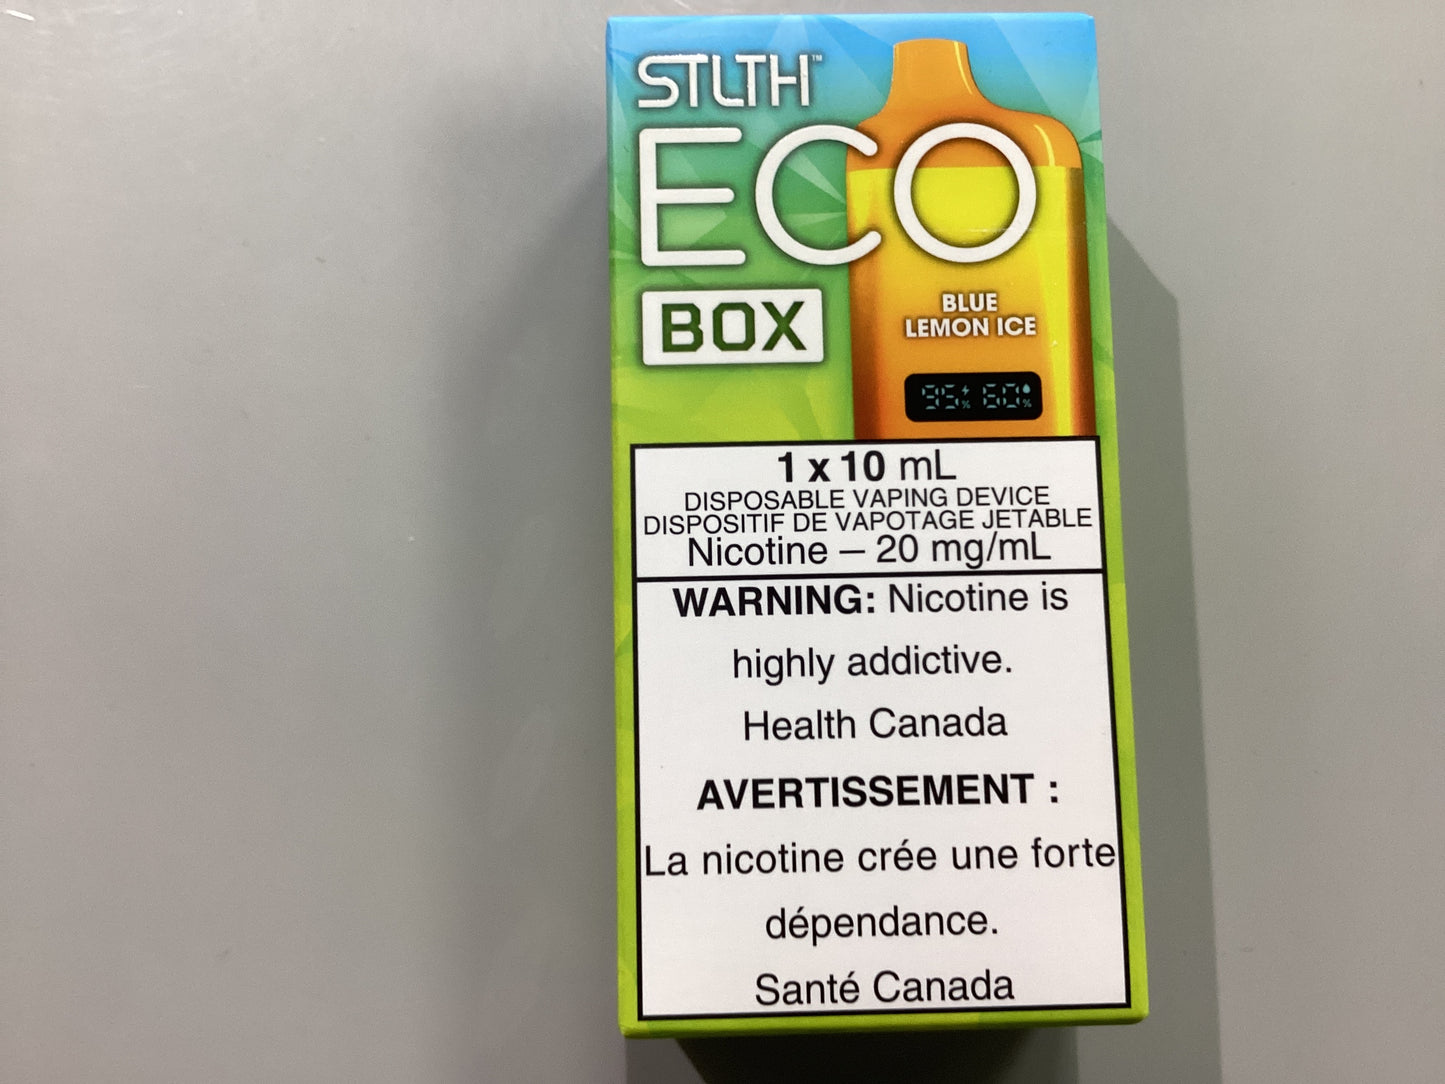 STLTH™
ECO
BOX
BLUE
LEMON ICE
95% 60%
1 x 10 mL
DISPOSABLE VAPING DEVICE
DISPOSITIF DE VAPOTAGE JETABLE
Nicotine – 20 mg/mL
WARNING: Nicotine is
highly addictive.
Health Canada
AVERTISSEMENT :
La nicotine crée une forte
dépendance.
Santé Canada